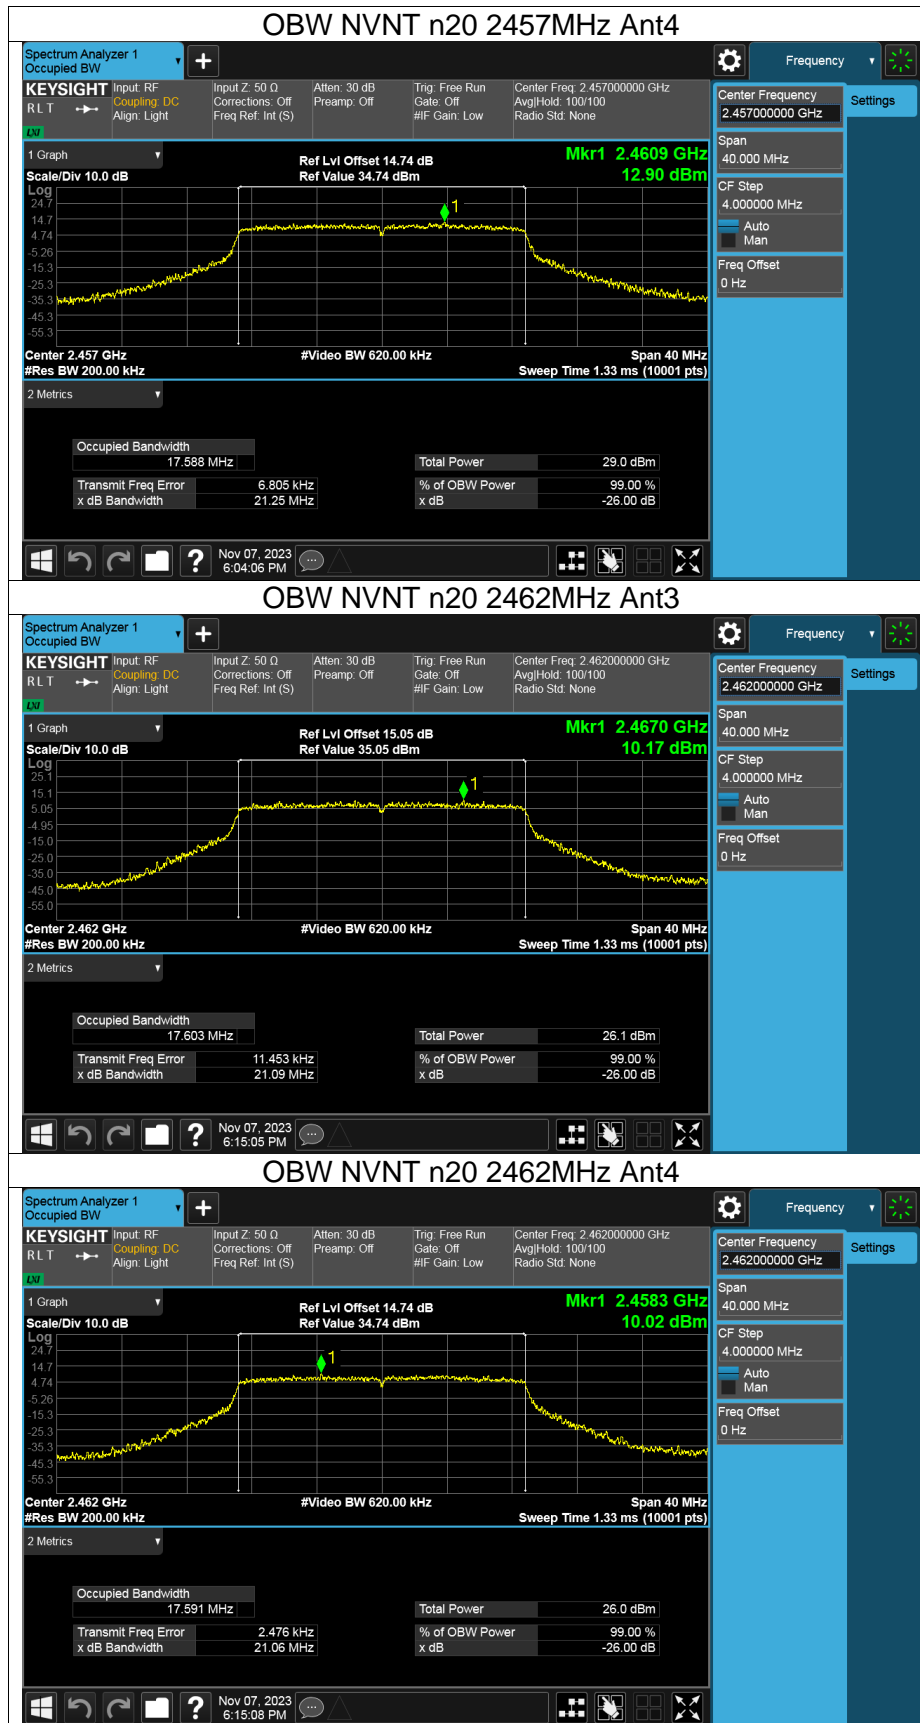 OBW NVNT n20 2457MHz Ant4
Spectrum Analyzer 1
Occupied BW
+
Frequency
KEYSIGHT
R L T
LXI
Input: RF
Coupling: DC
Align: Light
Input Z: 50 Ω
Corrections: Off
Freq Ref: Int (S)
Atten: 30 dB
Preamp: Off
Trig: Free Run
Gate: Off
#IF Gain: Low
Center Freq: 2.457000000 GHz
Avg|Hold: 100/100
Radio Std: None
Center Frequency
2.457000000 GHz
Settings
Span
40.000 MHz
CF Step
4.000000 MHz
Auto
Man
Freq Offset
0 Hz
1 Graph
Scale/Div 10.0 dB
Ref Lvl Offset 14.74 dB
Ref Value 34.74 dBm
Mkr1 2.4609 GHz
12.90 dBm
Log
24.7
14.7
4.74
-5.26
-15.3
-25.3
-35.3
-45.3
-55.3
1
Center 2.457 GHz
#Video BW 620.00 kHz
Span 40 MHz
#Res BW 200.00 kHz
Sweep Time 1.33 ms (10001 pts)
2 Metrics
Occupied Bandwidth
17.588 MHz
Total Power 29.0 dBm
Transmit Freq Error 6.805 kHz
% of OBW Power 99.00 %
x dB Bandwidth 21.25 MHz
x dB -26.00 dB
?
Nov 07, 2023
6:04:06 PM
OBW NVNT n20 2462MHz Ant3
Spectrum Analyzer 1
Occupied BW
+
Frequency
KEYSIGHT
R L T
LXI
Input: RF
Coupling: DC
Align: Light
Input Z: 50 Ω
Corrections: Off
Freq Ref: Int (S)
Atten: 30 dB
Preamp: Off
Trig: Free Run
Gate: Off
#IF Gain: Low
Center Freq: 2.462000000 GHz
Avg|Hold: 100/100
Radio Std: None
Center Frequency
2.462000000 GHz
Settings
Span
40.000 MHz
CF Step
4.000000 MHz
Auto
Man
Freq Offset
0 Hz
1 Graph
Scale/Div 10.0 dB
Ref Lvl Offset 15.05 dB
Ref Value 35.05 dBm
Mkr1 2.4670 GHz
10.17 dBm
Log
25.1
15.1
5.05
-4.95
-15.0
-25.0
-35.0
-45.0
-55.0
1
Center 2.462 GHz
#Video BW 620.00 kHz
Span 40 MHz
#Res BW 200.00 kHz
Sweep Time 1.33 ms (10001 pts)
2 Metrics
Occupied Bandwidth
17.603 MHz
Total Power 26.1 dBm
Transmit Freq Error 11.453 kHz
% of OBW Power 99.00 %
x dB Bandwidth 21.09 MHz
x dB -26.00 dB
?
Nov 07, 2023
6:15:05 PM
OBW NVNT n20 2462MHz Ant4
Spectrum Analyzer 1
Occupied BW
+
Frequency
KEYSIGHT
R L T
LXI
Input: RF
Coupling: DC
Align: Light
Input Z: 50 Ω
Corrections: Off
Freq Ref: Int (S)
Atten: 30 dB
Preamp: Off
Trig: Free Run
Gate: Off
#IF Gain: Low
Center Freq: 2.462000000 GHz
Avg|Hold: 100/100
Radio Std: None
Center Frequency
2.462000000 GHz
Settings
Span
40.000 MHz
CF Step
4.000000 MHz
Auto
Man
Freq Offset
0 Hz
1 Graph
Scale/Div 10.0 dB
Ref Lvl Offset 14.74 dB
Ref Value 34.74 dBm
Mkr1 2.4583 GHz
10.02 dBm
Log
24.7
14.7
4.74
-5.26
-15.3
-25.3
-35.3
-45.3
-55.3
1
Center 2.462 GHz
#Video BW 620.00 kHz
Span 40 MHz
#Res BW 200.00 kHz
Sweep Time 1.33 ms (10001 pts)
2 Metrics
Occupied Bandwidth
17.591 MHz
Total Power 26.0 dBm
Transmit Freq Error 2.476 kHz
% of OBW Power 99.00 %
x dB Bandwidth 21.06 MHz
x dB -26.00 dB
?
Nov 07, 2023
6:15:08 PM